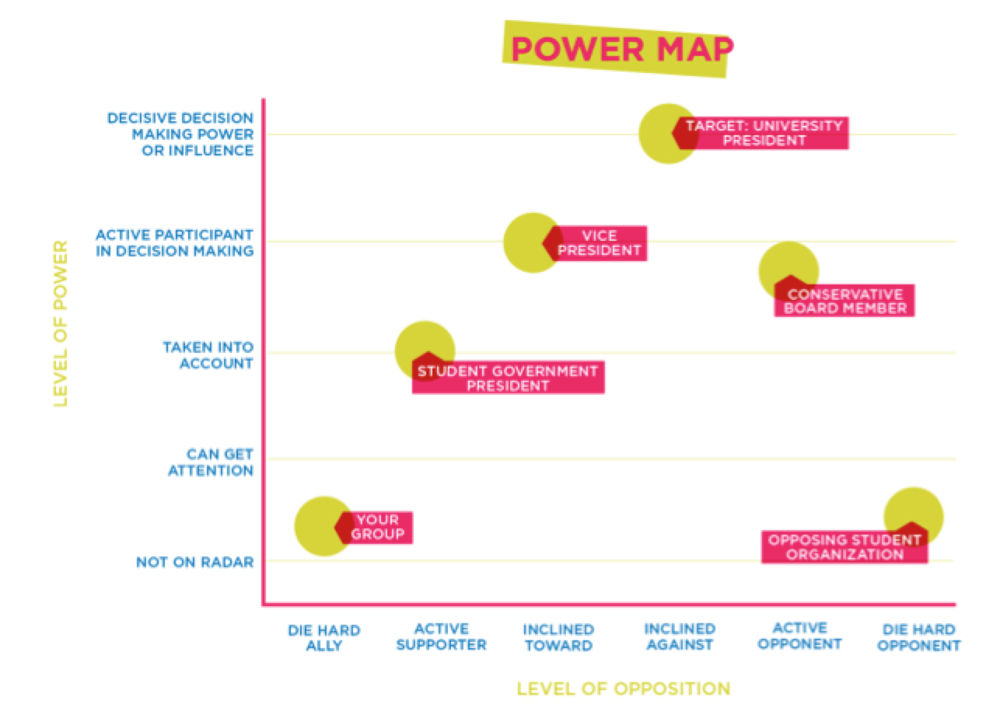 POWER MAP
DECISIVE DECISION
MAKING POWER
OR INFLUENCE
TARGET: UNIVERSITY
PRESIDENT
ACTIVE PARTICIPANT
IN DECISION MAKING
VICE
PRESIDENT
CONSERVATIVE
BOARD MEMBER
LEVEL OF POWER
TAKEN INTO
ACCOUNT
STUDENT GOVERNMENT
PRESIDENT
CAN GET
ATTENTION
YOUR
GROUP
OPPOSING STUDENT
ORGANIZATION
NOT ON RADAR
DIE HARD
ALLY
ACTIVE
SUPPORTER
INCLINED
TOWARD
INCLINED
AGAINST
ACTIVE
OPPONENT
DIE HARD
OPPONENT
LEVEL OF OPPOSITION